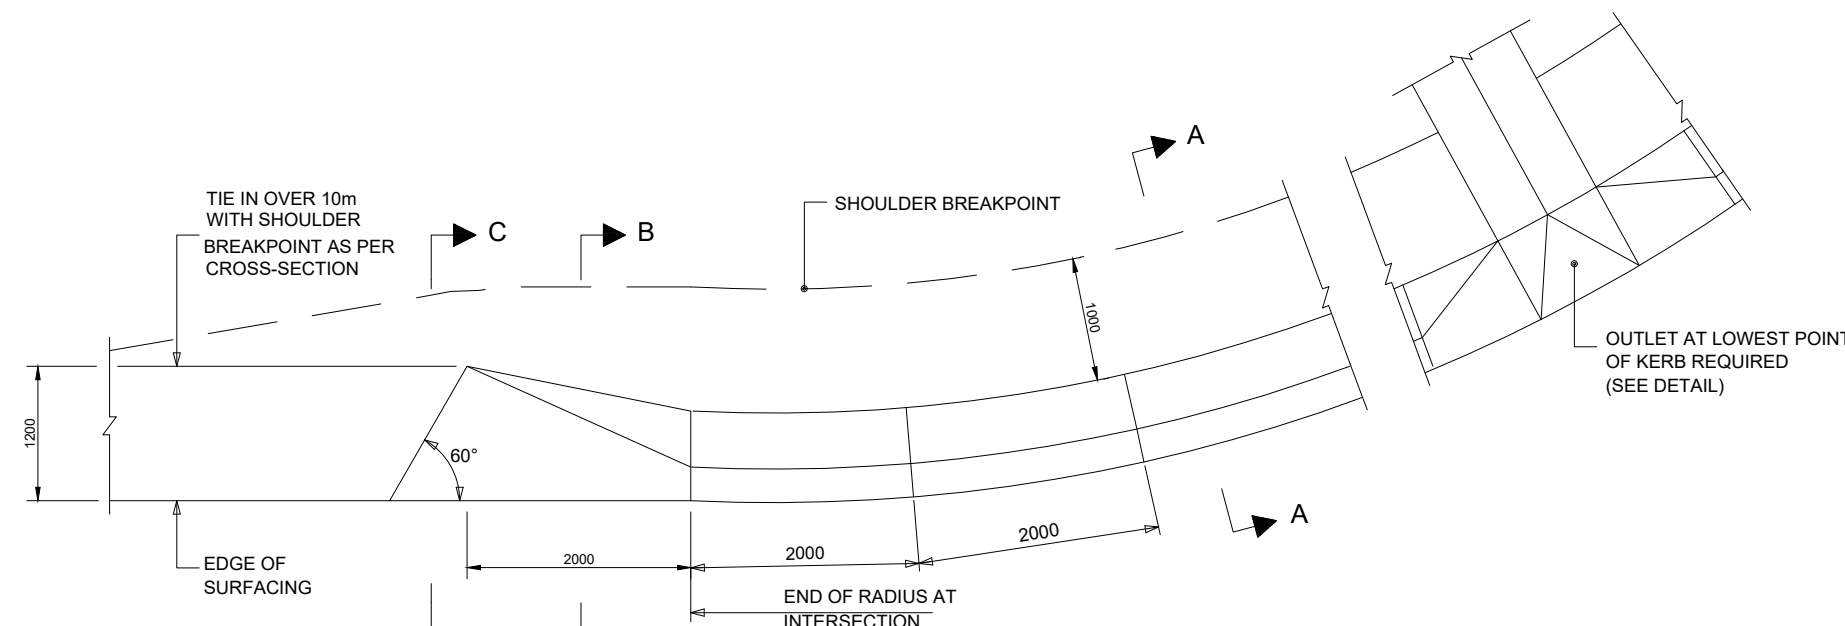 A
TIE IN OVER 10m
WITH SHOULDER
BREAKPOINT AS PER
CROSS-SECTION
C
B
SHOULDER BREAKPOINT
1000
OUTLET AT LOWEST POINT
OF KERB REQUIRED
(SEE DETAIL)
1200
60°
A
EDGE OF
SURFACING
2000
2000
2000
END OF RADIUS AT
INTERSECTION